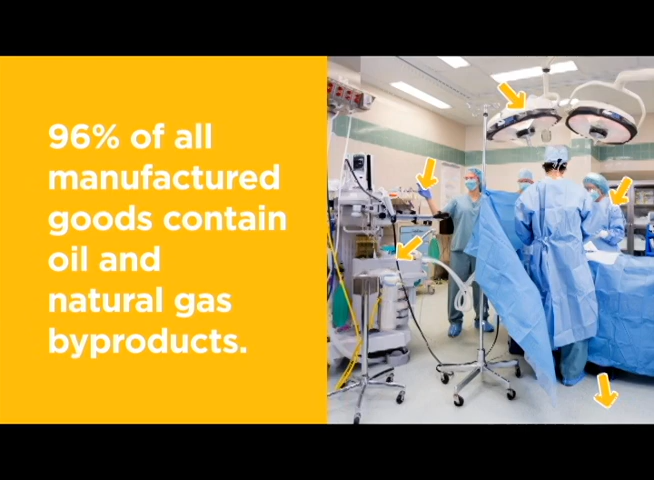 96% of all
manufactured
goods contain
oil and
natural gas
byproducts.